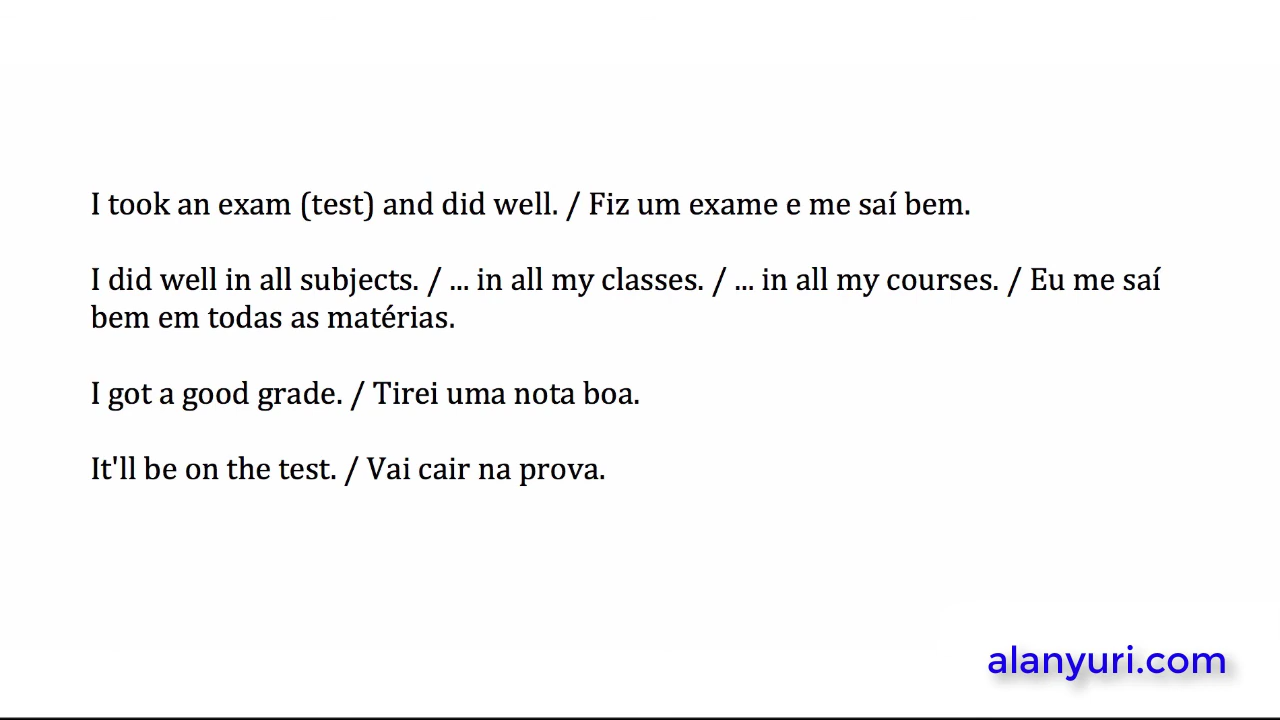 I took an exam (test) and did well. / Fiz um exame e me saí bem.
I did well in all subjects. / ... in all my classes. / ... in all my courses. / Eu me saí
bem em todas as matérias.
I got a good grade. / Tirei uma nota boa.
It'll be on the test. / Vai cair na prova.
alanyuri.com